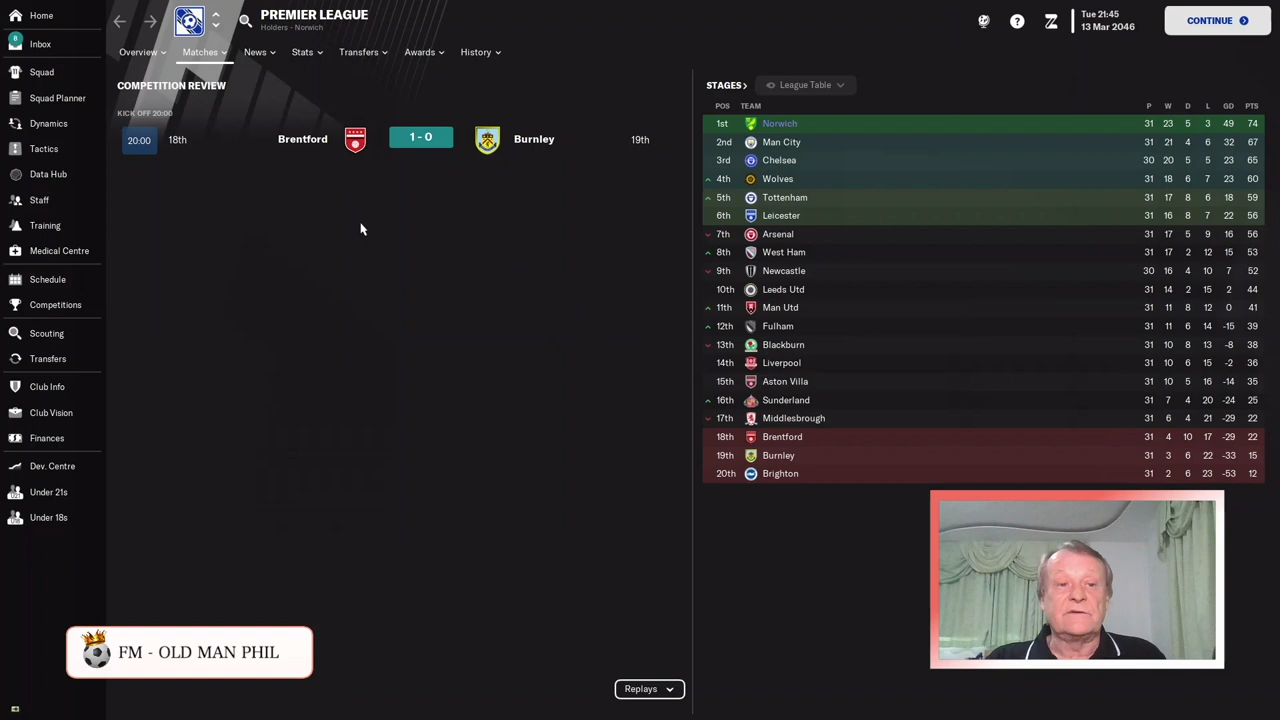 Home
Inbox
8
Squad
Squad Planner
Dynamics
Tactics
Data Hub
Staff
Training
Medical Centre
Schedule
Competitions
Scouting
Transfers
Club Info
Club Vision
Finances
Dev. Centre
Under 21s
Under 18s
PREMIER LEAGUE
Holders - Norwich
Tue 21:45
13 Mar 2046
CONTINUE
Overview Matches News Stats Transfers Awards History
COMPETITION REVIEW
KICK OFF 20:00
20:00 18th Brentford 1 - 0 Burnley 19th
Replays
STAGES League Table
POS TEAM P W D L GD PTS
1st Norwich 31 23 5 3 49 74
2nd Man City 31 21 4 6 32 67
3rd Chelsea 30 20 5 5 23 65
4th Wolves 31 18 6 7 23 60
5th Tottenham 31 17 8 6 18 59
6th Leicester 31 16 8 7 22 56
7th Arsenal 31 17 5 9 16 56
8th West Ham 31 17 2 12 15 53
9th Newcastle 30 16 4 10 7 52
10th Leeds Utd 31 14 2 15 2 44
11th Man Utd 31 11 8 12 0 41
12th Fulham 31 11 6 14 -15 39
13th Blackburn 31 10 8 13 -8 38
14th Liverpool 31 10 6 15 -2 36
15th Aston Villa 31 10 5 16 -14 35
16th Sunderland 31 7 4 20 -24 25
17th Middlesbrough 31 6 4 21 -29 22
18th Brentford 31 4 10 17 -29 22
19th Burnley 31 3 6 22 -33 15
20th Brighton 31 2 6 23 -53 12
FM - OLD MAN PHIL